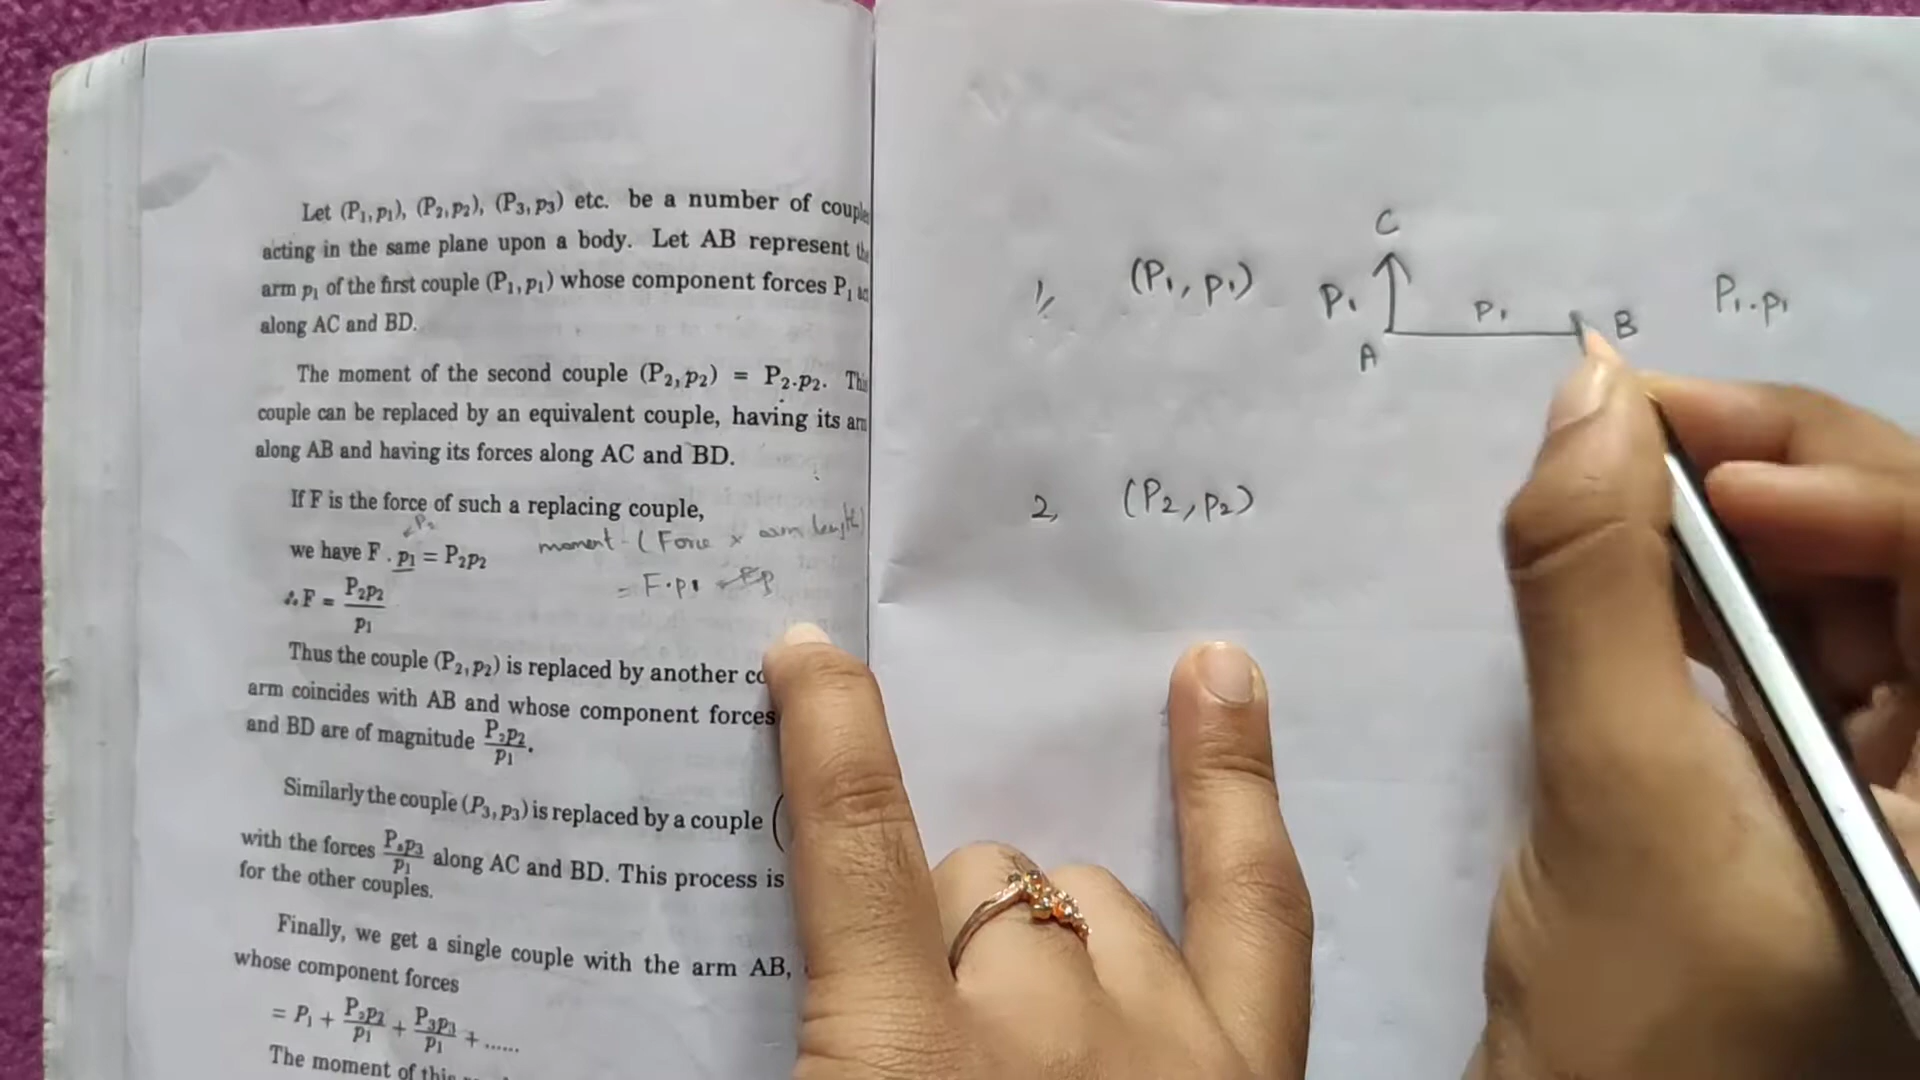 Let (P₁, p₁), (P₂, p₂), (P₃, p₃) etc. be a number of couples
acting in the same plane upon a body. Let AB represent the
arm p₁ of the first couple (P₁, p₁) whose component forces P₁
along AC and BD.
The moment of the second couple (P₂, p₂) = P₂.p₂. This
couple can be replaced by an equivalent couple, having its arm
along AB and having its forces along AC and BD.
If F is the force of such a replacing couple,
we have F . p₁ = P₂p₂
moment - ( Force × arm length)
= F.p₁
∴ F = P₂p₂ / p₁
Thus the couple (P₂, p₂) is replaced by another
arm coincides with AB and whose component forces
and BD are of magnitude P₂p₂ / p₁.
Similarly the couple (P₃, p₃) is replaced by a couple (
with the forces P₃p₃ / p₁ along AC and BD. This process is
for the other couples.
Finally, we get a single couple with the arm AB,
whose component forces
= P₁ + P₂p₂ / p₁ + P₃p₃ / p₁ + ......
The moment of this
C
1, (P₁, p₁) P₁ p₁ B P₁.p₁
A
2, (P₂, p₂)